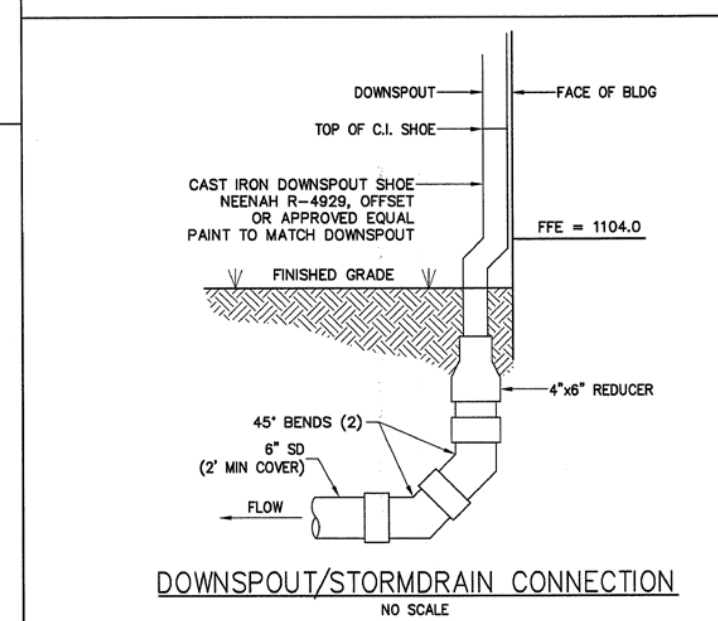 DOWNSPOUT
FACE OF BLDG
TOP OF C.I. SHOE
CAST IRON DOWNSPOUT SHOE
NEENAH R-4929, OFFSET
OR APPROVED EQUAL
PAINT TO MATCH DOWNSPOUT
FFE = 1104.0
FINISHED GRADE
4"x6" REDUCER
45° BENDS (2)
6" SD
(2' MIN COVER)
FLOW
DOWNSPOUT/STORMDRAIN CONNECTION
NO SCALE